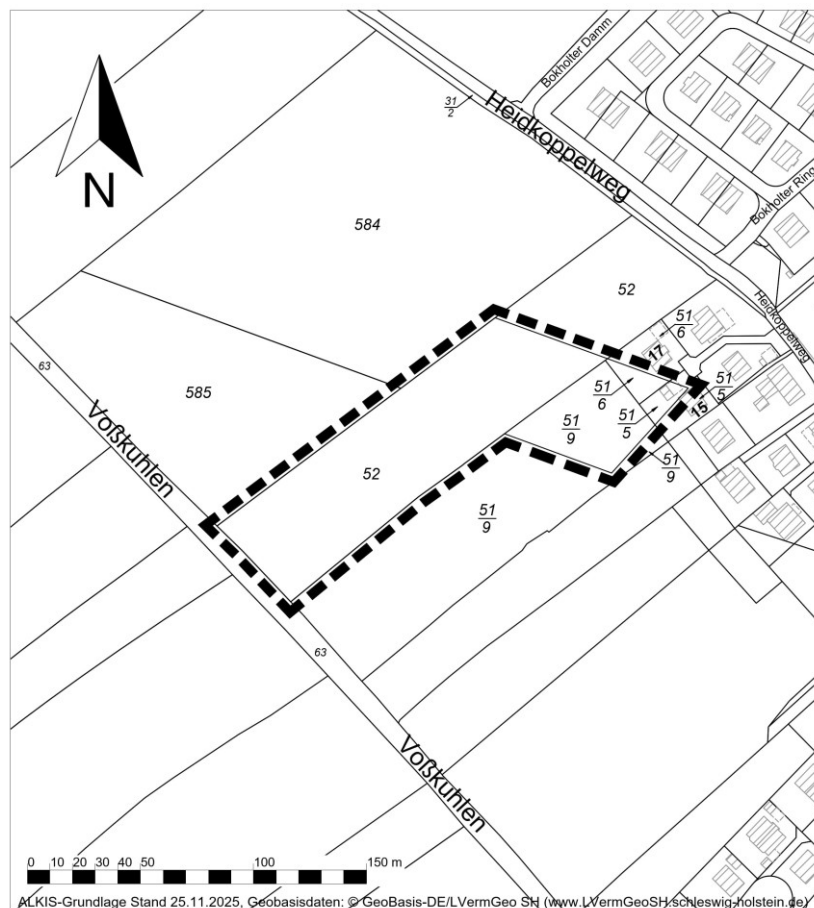 Bokholter Damm
31
2
Heidkoppelweg
N
Bokholter Ring
584
52
51
6
Heidkoppelweg
17
63
585
51
6
51
5
51
5
15
Voßkuhlen
51
9
51
9
52
51
9
63
Voßkuhlen
0 10 20 30 40 50 100 150 m
ALKIS-Grundlage Stand 25.11.2025, Geobasisdaten: © GeoBasis-DE/LVermGeo SH (www.LVermGeoSH.schleswig-holstein.de)